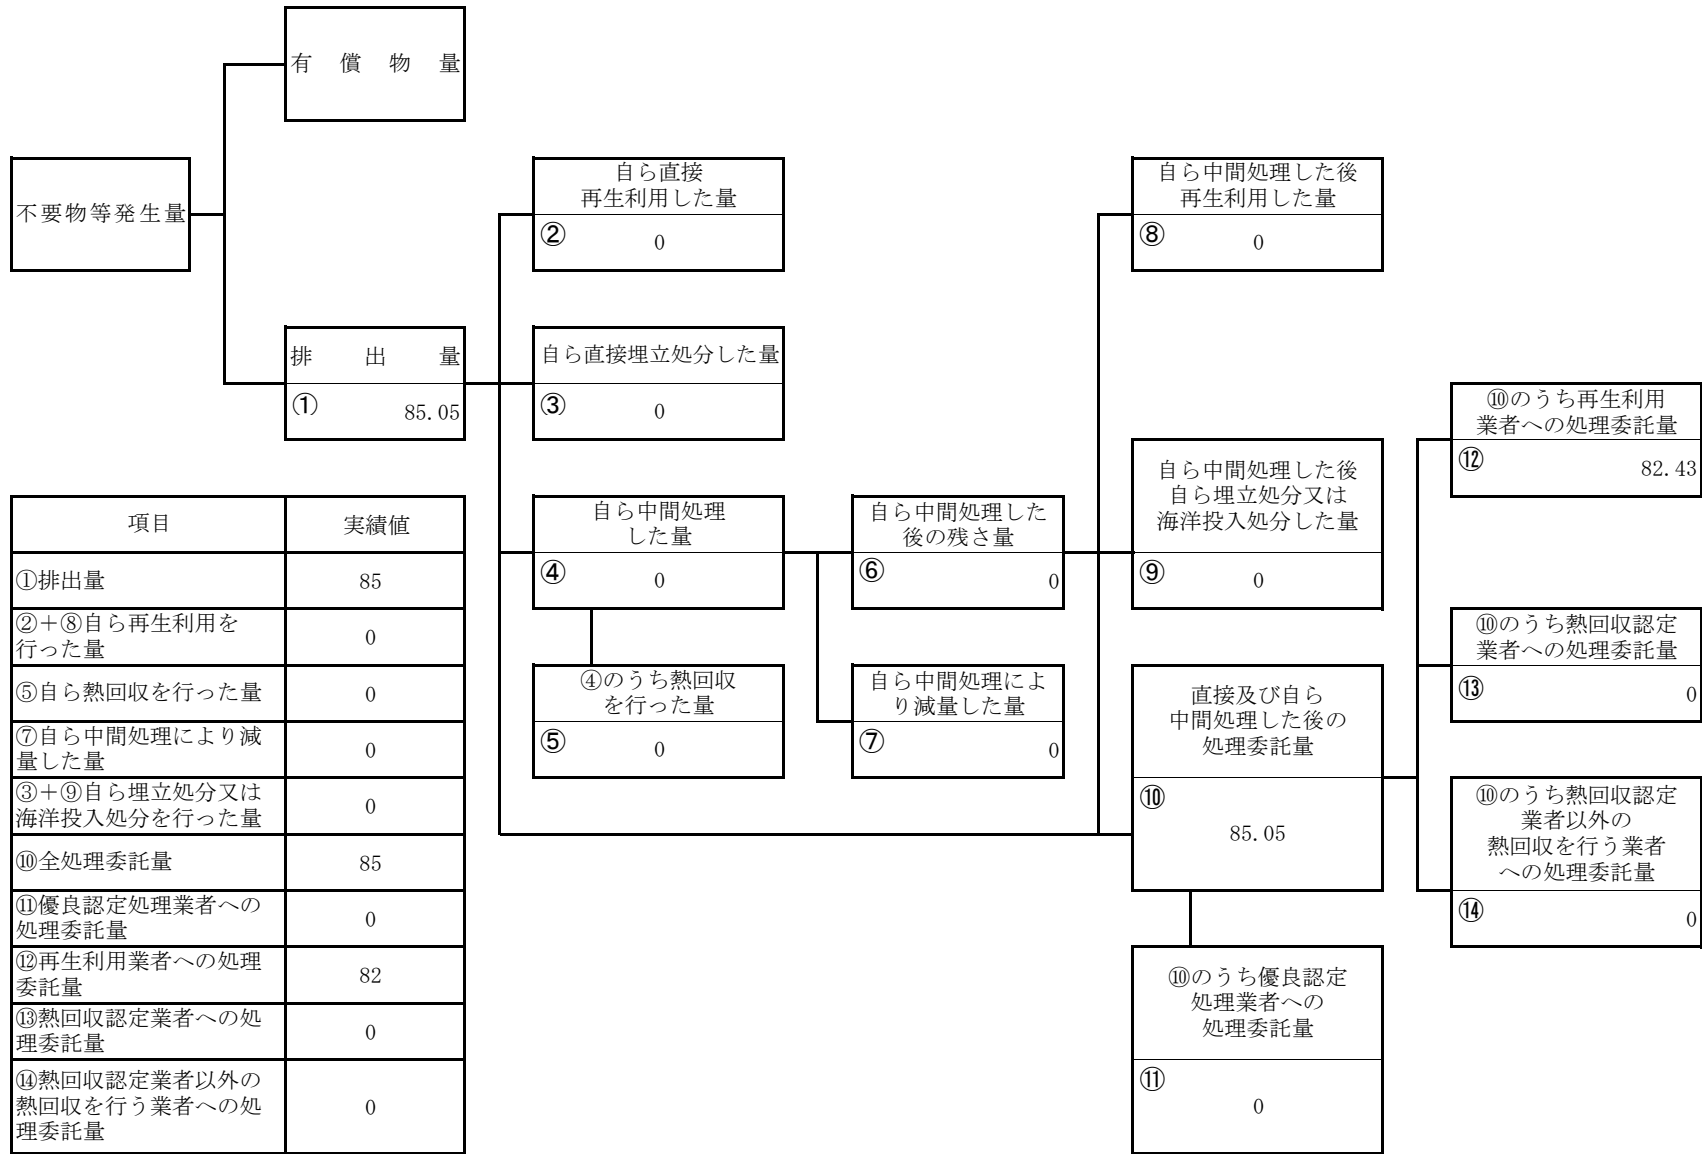 有償物量
不要物等発生量
排出量
① 85.05
自ら直接
再生利用した量
② 0
自ら直接埋立処分した量
③ 0
自ら中間処理
した量
④ 0
④のうち熱回収
を行った量
⑤ 0
自ら中間処理した
後の残さ量
⑥ 0
自ら中間処理によ
り減量した量
⑦ 0
自ら中間処理した後
再生利用した量
⑧ 0
自ら中間処理した後
自ら埋立処分又は
海洋投入処分した量
⑨ 0
直接及び自ら
中間処理した後の
処理委託量
⑩
85.05
⑩のうち優良認定
処理業者への
処理委託量
⑪
0
⑩のうち再生利用
業者への処理委託量
⑫ 82.43
⑩のうち熱回収認定
業者への処理委託量
⑬ 0
⑩のうち熱回収認定
業者以外の
熱回収を行う業者
への処理委託量
⑭ 0
項目 実績値
①排出量 85
②+⑧自ら再生利用を
行った量 0
⑤自ら熱回収を行った量 0
⑦自ら中間処理により減
量した量 0
③+⑨自ら埋立処分又は
海洋投入処分を行った量 0
⑩全処理委託量 85
⑪優良認定処理業者への
処理委託量 0
⑫再生利用業者への処理
委託量 82
⑬熱回収認定業者への処
理委託量 0
⑭熱回収認定業者以外の
熱回収を行う業者への処
理委託量 0